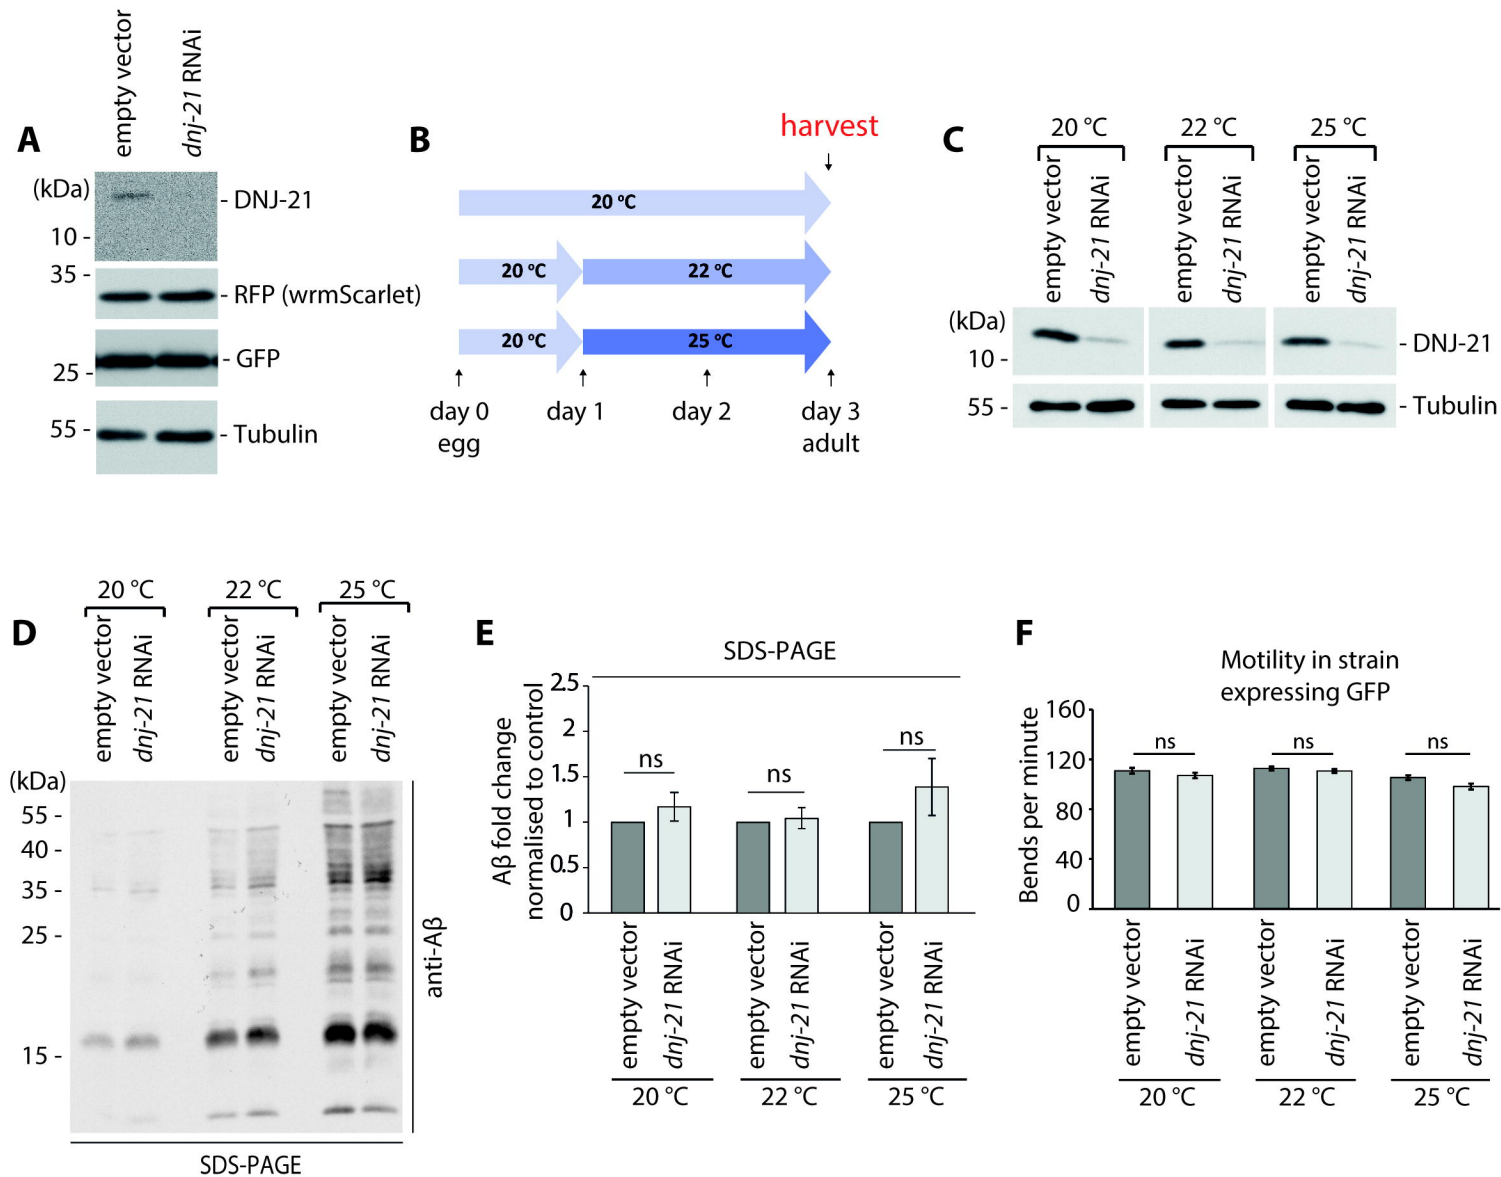 A
empty vector
dnj-21 RNAi
(kDa)
10 -
- DNJ-21
35 -
- RFP (wrmScarlet)
- GFP
25 -
55 -
- Tubulin
B
harvest
20 °C
20 °C
22 °C
20 °C
25 °C
day 0
egg
day 1
day 2
day 3
adult
C
20 °C
22 °C
25 °C
empty vector
dnj-21 RNAi
empty vector
dnj-21 RNAi
empty vector
dnj-21 RNAi
(kDa)
10 -
- DNJ-21
55 -
- Tubulin
D
20 °C
22 °C
25 °C
empty vector
dnj-21 RNAi
empty vector
dnj-21 RNAi
empty vector
dnj-21 RNAi
(kDa)
55 -
40 -
35 -
25 -
15 -
anti-Aβ
SDS-PAGE
E
SDS-PAGE
Aβ fold change
normalised to control
2.5
2
1.5
1
0.5
0
ns
ns
ns
empty vector
dnj-21 RNAi
empty vector
dnj-21 RNAi
empty vector
dnj-21 RNAi
20 °C
22 °C
25 °C
F
Motility in strain
expressing GFP
Bends per minute
160
120
80
40
0
ns
ns
ns
empty vector
dnj-21 RNAi
empty vector
dnj-21 RNAi
empty vector
dnj-21 RNAi
20 °C
22 °C
25 °C